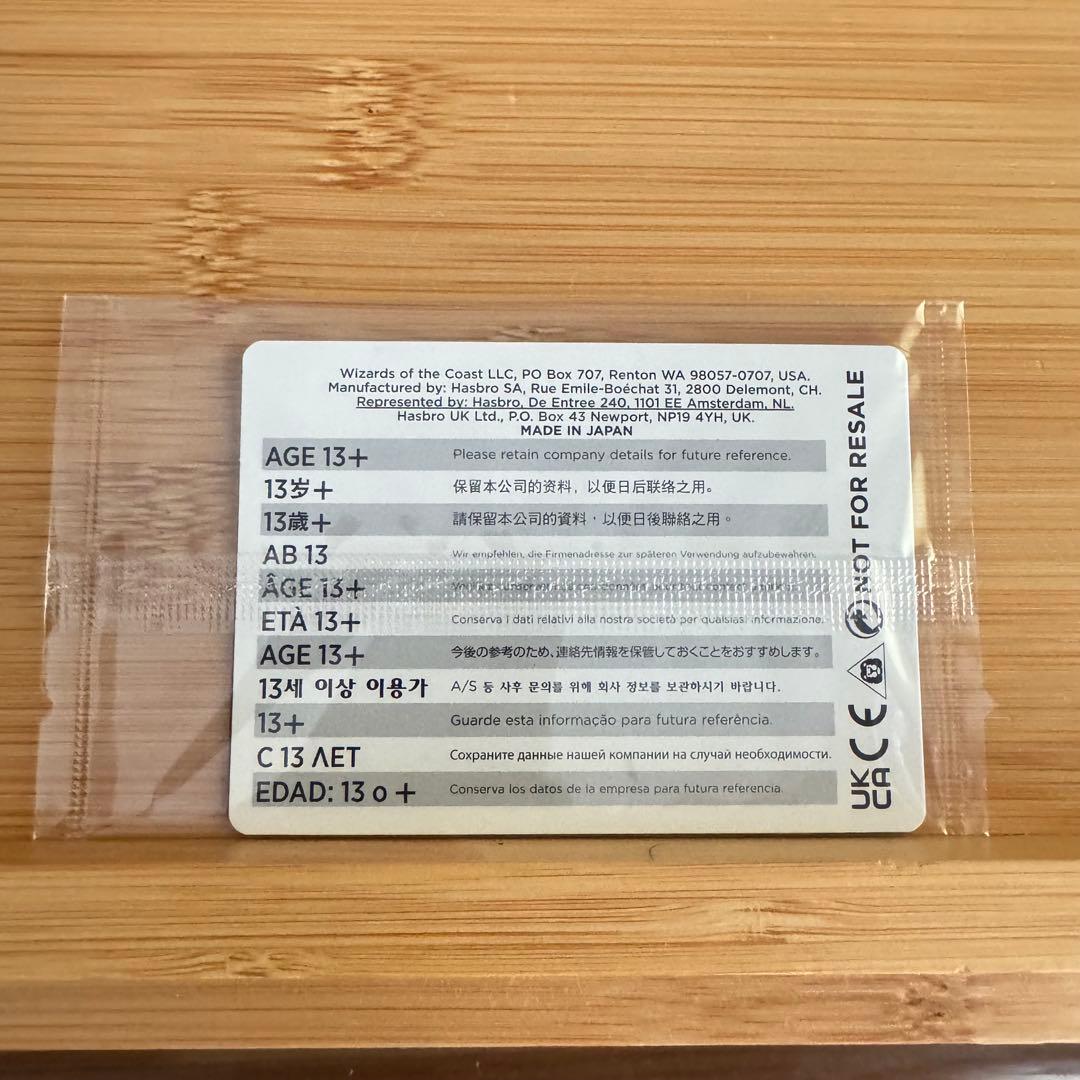 Wizards of the Coast LLC, PO Box 707, Renton WA 98057-0707, USA.
Manufactured by: Hasbro SA, Rue Emile-Boéchat 31, 2800 Delemont, CH.
Represented by: Hasbro, De Entree 240, 1101 EE Amsterdam, NL.
Hasbro UK Ltd., P.O. Box 43 Newport, NP19 4YH, UK.
MADE IN JAPAN
AGE 13+ Please retain company details for future reference.
13岁+ 保留本公司的资料，以便日后联络之用。
13歲+ 請保留本公司的資料，以便日後聯絡之用。
AB 13 Wir empfehlen, die Firmenadresse zur späteren Verwendung aufzubewahren.
ÂGE 13+
ETÀ 13+ Conserva i dati relativi alla nostra società per qualsiasi informazione.
AGE 13+ 今後の参考のため、連絡先情報を保管しておくことをおすすめします。
13세 이상 이용가 A/S 등 사후 문의를 위해 회사 정보를 보관하시기 바랍니다.
13+ Guarde esta informação para futura referência.
С 13 ЛЕТ Сохраните данные нашей компании на случай необходимости.
EDAD: 13 o + Conserva los datos de la empresa para futura referencia.
NOT FOR RESALE
CE
UK
CA